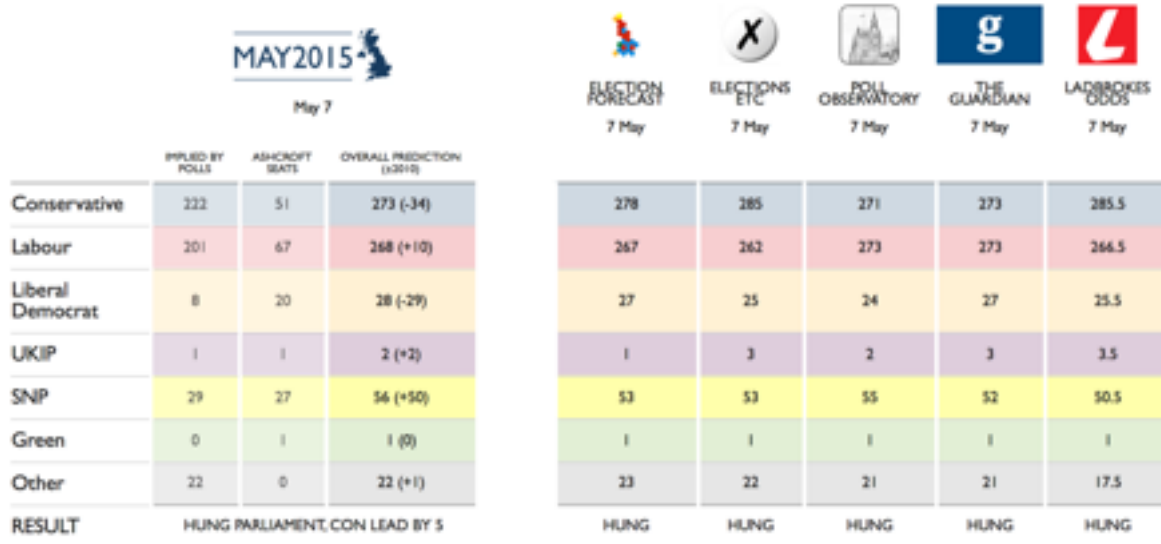 MAY2015
May 7
ELECTION FORECAST
7 May
ELECTIONS ETC
7 May
POLL OBSERVATORY
7 May
g
THE GUARDIAN
7 May
LADBROKES ODDS
7 May
IMPLIED BY POLLS
ASHCROFT SEATS
OVERALL PREDICTION (±2010)
Conservative 222 51 273 (-34) 278 285 271 273 285.5
Labour 201 67 268 (+10) 267 262 273 273 266.5
Liberal Democrat 8 20 28 (-29) 27 25 24 27 25.5
UKIP 1 1 2 (+2) 1 3 2 3 3.5
SNP 29 27 56 (+50) 53 53 55 52 50.5
Green 0 1 1 (0) 1 1 1 1 1
Other 22 0 22 (+1) 23 22 21 21 17.5
RESULT HUNG PARLIAMENT, CON LEAD BY 5 HUNG HUNG HUNG HUNG HUNG